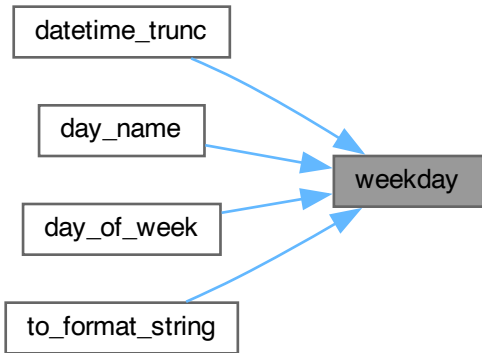 datetime_trunc
day_name
weekday
day_of_week
to_format_string